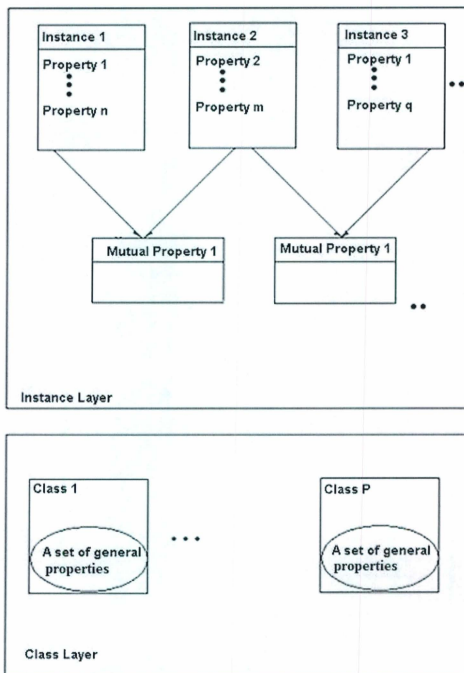 Instance 1
Instance 2
Instance 3
Property 1
Property 2
Property 1
Property n
Property m
Property q
Mutual Property 1
Mutual Property 1
Instance Layer
Class 1
Class P
A set of general
properties
A set of general
properties
Class Layer